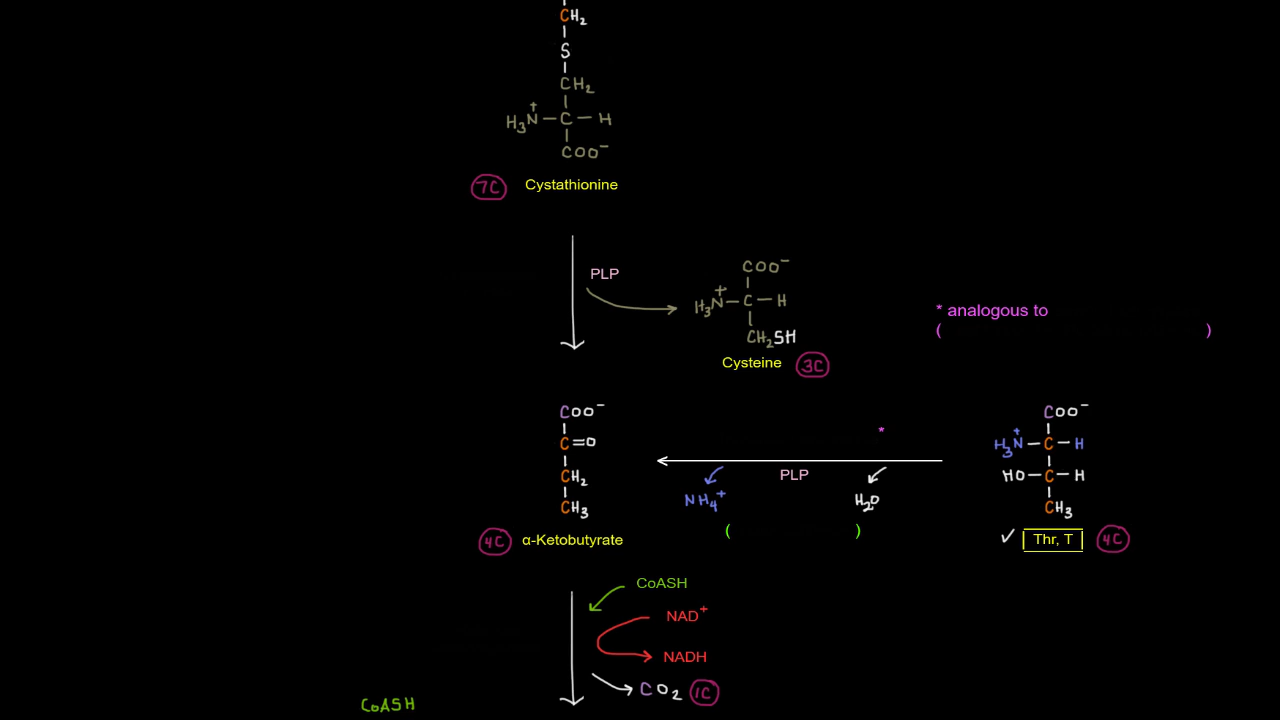 CH2
S
CH2
H3N+ – C – H
COO−
7C Cystathionine
PLP
COO−
H3N+ – C – H
CH2SH
Cysteine 3C
* analogous to
( )
COO−
C=O
CH2
CH3
4C α-Ketobutyrate
*
PLP
NH4+
H2O
( )
COO−
H3N+ – C – H
HO – C – H
CH3
✓ Thr, T 4C
CoASH
NAD+
NADH
CO2 1C
CoASH